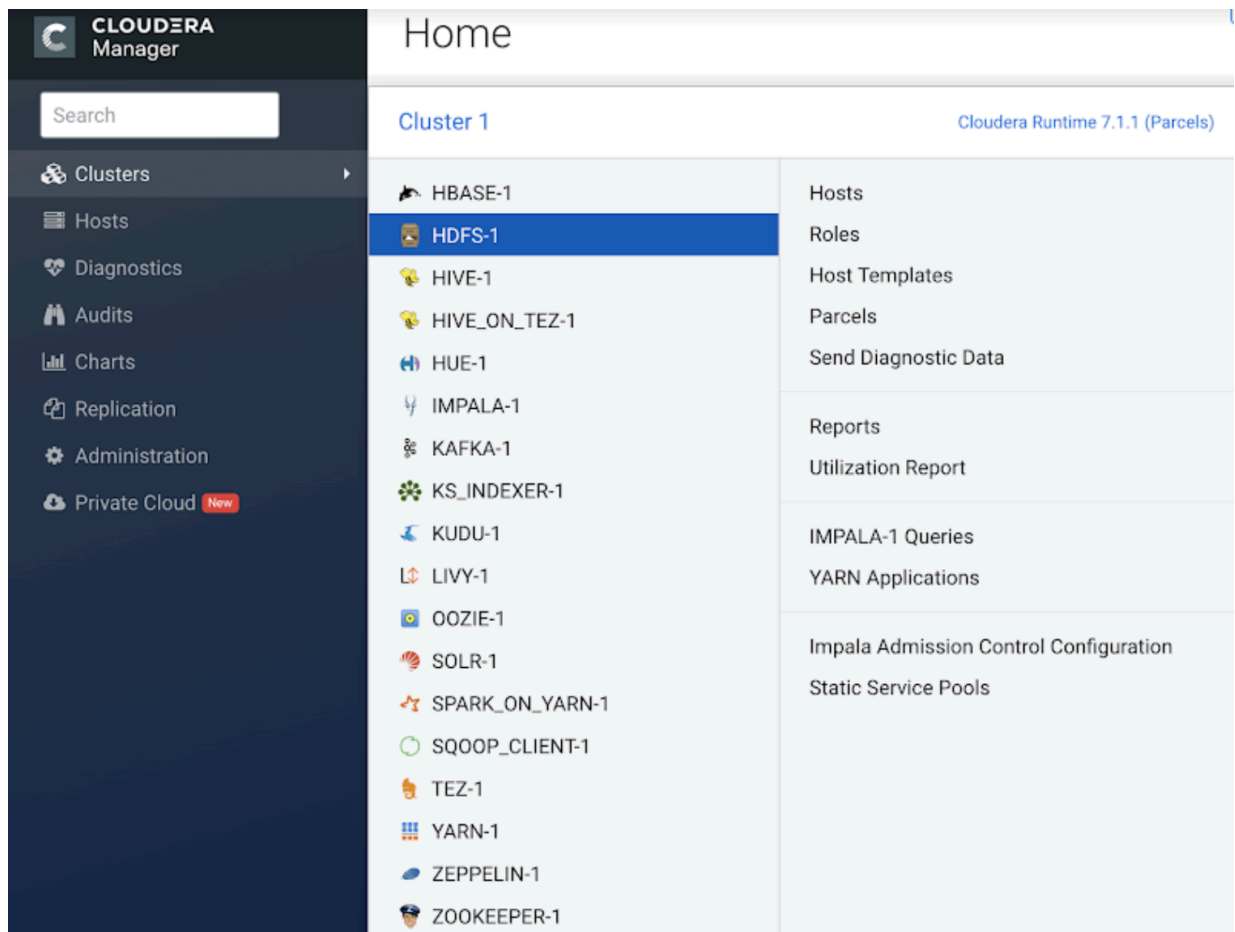 CLOUDERA
Manager
Search
Clusters
Hosts
Diagnostics
Audits
Charts
Replication
Administration
Private Cloud New
Home
Cluster 1
Cloudera Runtime 7.1.1 (Parcels)
HBASE-1
HDFS-1
HIVE-1
HIVE_ON_TEZ-1
HUE-1
IMPALA-1
KAFKA-1
KS_INDEXER-1
KUDU-1
LIVY-1
OOZIE-1
SOLR-1
SPARK_ON_YARN-1
SQOOP_CLIENT-1
TEZ-1
YARN-1
ZEPPELIN-1
ZOOKEEPER-1
Hosts
Roles
Host Templates
Parcels
Send Diagnostic Data
Reports
Utilization Report
IMPALA-1 Queries
YARN Applications
Impala Admission Control Configuration
Static Service Pools